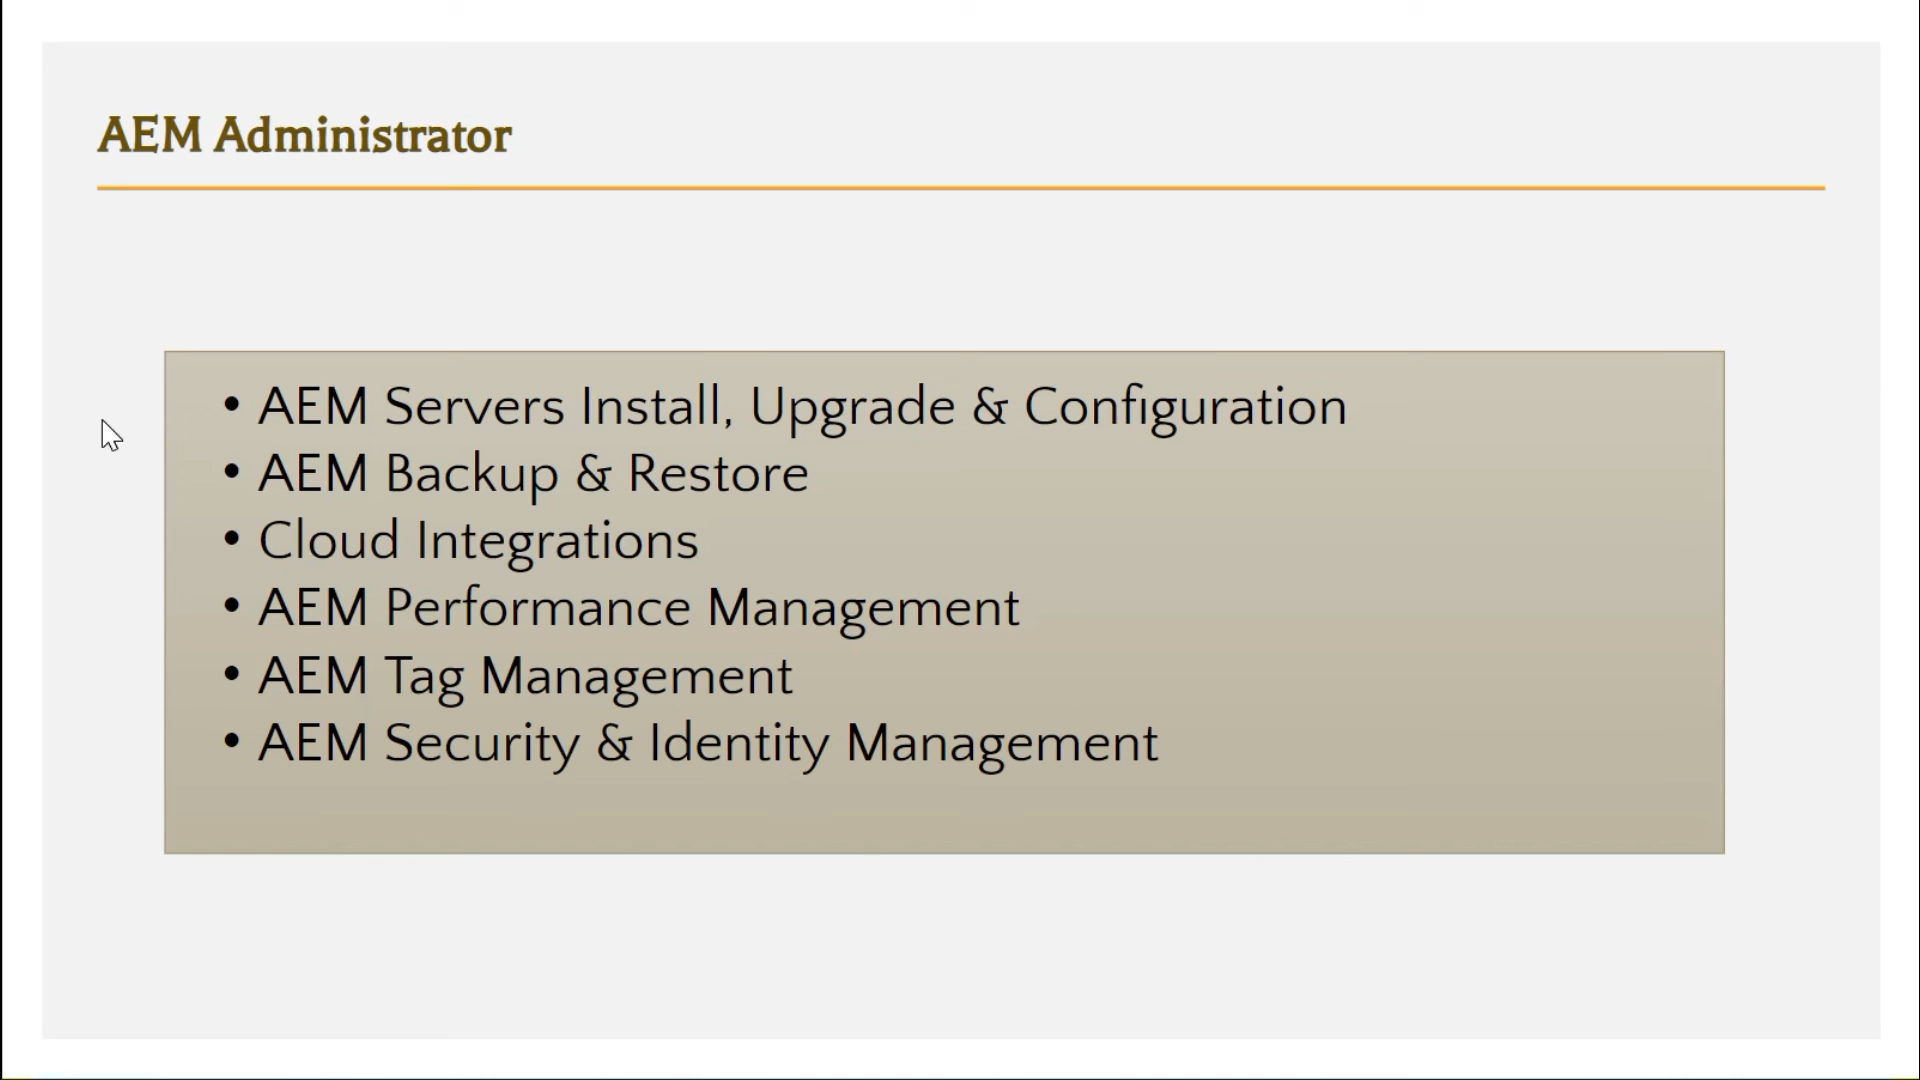 AEM Administrator
• AEM Servers Install, Upgrade & Configuration
• AEM Backup & Restore
• Cloud Integrations
• AEM Performance Management
• AEM Tag Management
• AEM Security & Identity Management